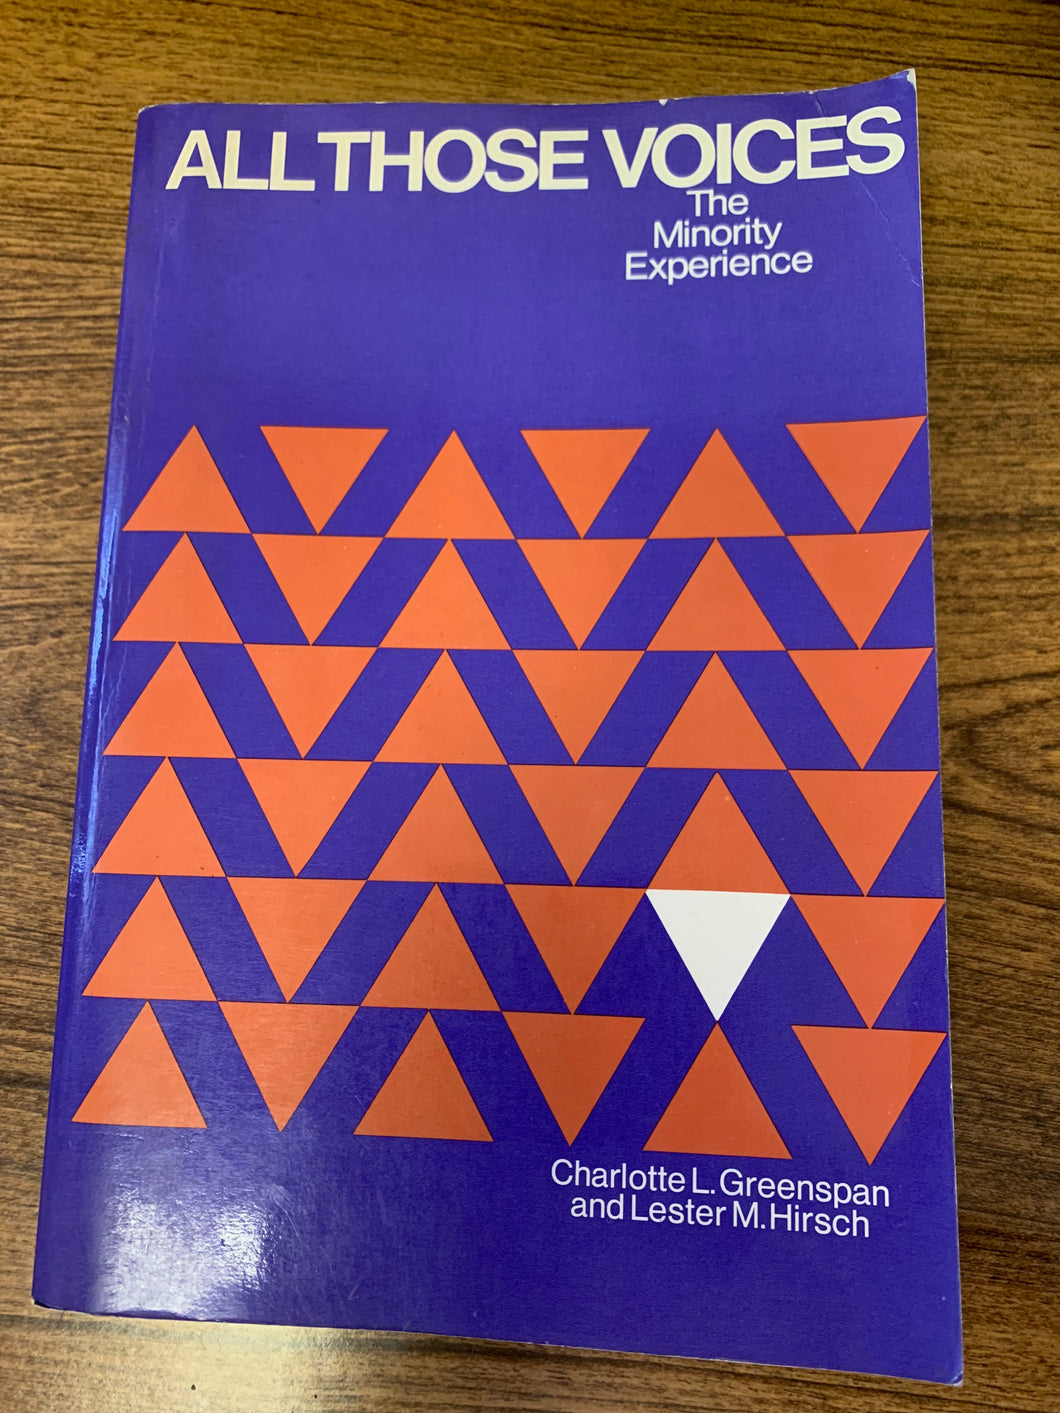 ALL THOSE VOICES
The
Minority
Experience
Charlotte L. Greenspan
and Lester M. Hirsch